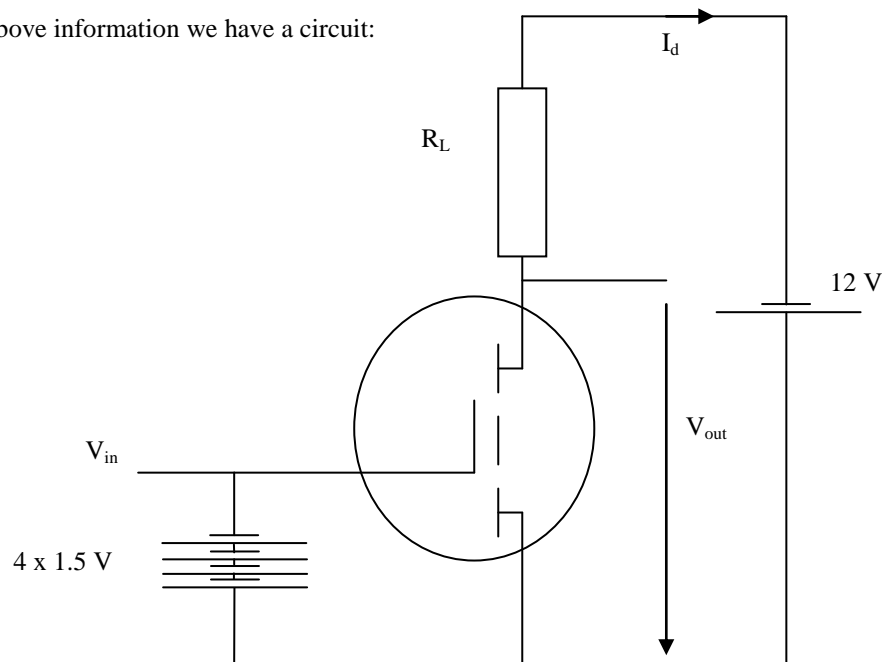 bove information we have a circuit:
I_d
R_L
12 V
V_out
V_in
4 x 1.5 V